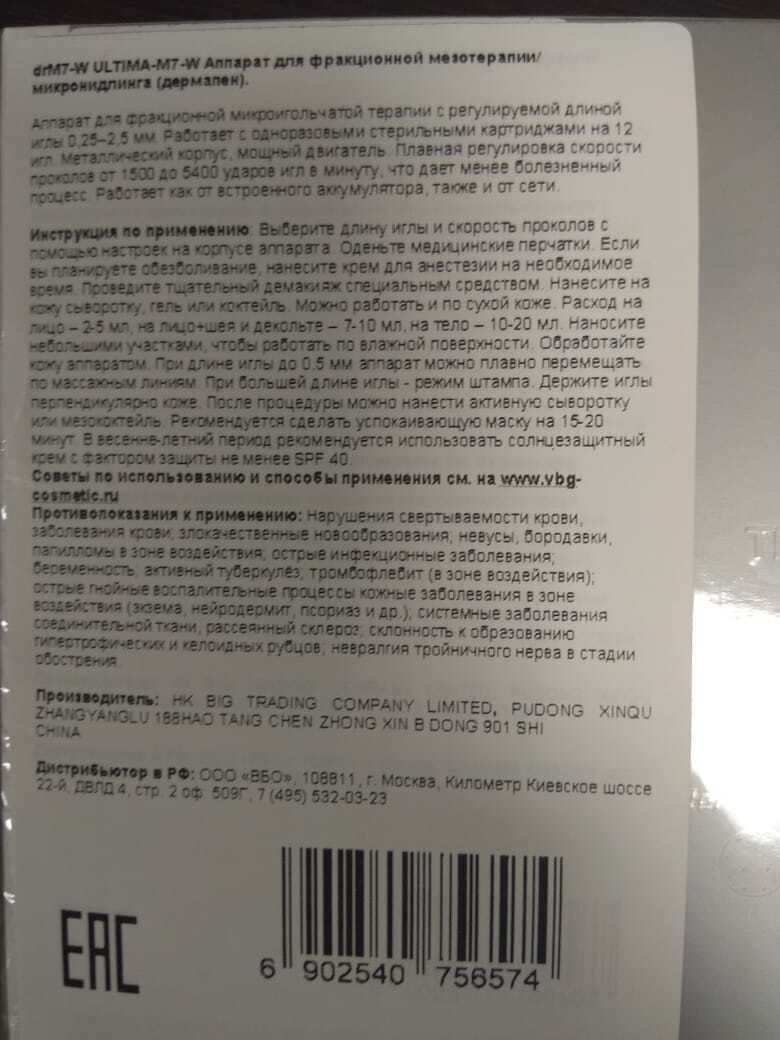 drM7-W ULTIMA-M7-W Аппарат для фракционной мезотерапии/
микронидлинга (дермапен).
Аппарат для фракционной микроигольчатой терапии с регулируемой длиной
иглы 0,25–2,5 мм. Работает с одноразовыми стерильными картриджами на 12
игл. Металлический корпус, мощный двигатель. Плавная регулировка скорости
проколов от 1500 до 5400 ударов игл в минуту, что дает менее болезненный
процесс. Работает как от встроенного аккумулятора, также и от сети.
Инструкция по применению: Выберите длину иглы и скорость проколов с
помощью настроек на корпусе аппарата. Оденьте медицинские перчатки. Если
вы планируете обезболивание, нанесите крем для анестезии на необходимое
время. Проведите тщательный демакияж специальным средством. Нанесите на
кожу сыворотку, гель или коктейль. Можно работать и по сухой коже. Расход на
лицо – 2-5 мл, на лицо+шея и декольте – 7-10 мл, на тело – 10-20 мл. Наносите
небольшими участками, чтобы работать по влажной поверхности. Обработайте
кожу аппаратом. При длине иглы до 0.5 мм аппарат можно плавно перемещать
по массажным линиям. При большей длине иглы - режим штампа. Держите иглы
перпендикулярно коже. После процедуры можно нанести активную сыворотку
или мезококтейль. Рекомендуется сделать успокаивающую маску на 15-20
минут. В весенне-летний период рекомендуется использовать солнцезащитный
крем с фактором защиты не менее SPF 40.
Советы по использованию и способы применения см. на www.vbg-
cosmetic.ru
Противопоказания к применению: Нарушения свертываемости крови,
заболевания крови, злокачественные новообразования; невусы, бородавки,
папилломы в зоне воздействия; острые инфекционные заболевания;
беременность, активный туберкулёз, тромбофлебит (в зоне воздействия);
острые гнойные воспалительные процессы кожные заболевания в зоне
воздействия (экзема, нейродермит, псориаз и др.); системные заболевания
соединительной ткани, рассеянный склероз; склонность к образованию
гипертрофических и келоидных рубцов; невралгия тройничного нерва в стадии
обострения.
Производитель: HK BIG TRADING COMPANY LIMITED, PUDONG XINQU
ZHANGYANGLU 188HAO TANG CHEN ZHONG XIN B DONG 901 SHI
CHINA
Дистрибьютор в РФ: ООО «ВБО», 108811, г. Москва, Километр Киевское шоссе
22-й, ДВЛД 4, стр. 2 оф. 509Г, 7 (495) 532-03-23
EAC
6 902540 756574